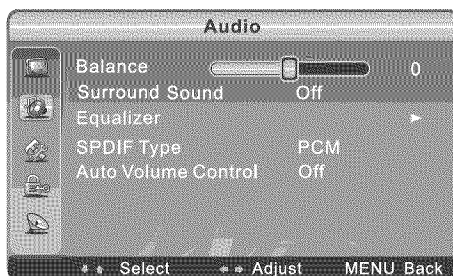 Audio
Balance 0
Surround Sound Off
Equalizer
SPDIF Type PCM
Auto Volume Control Off
Select Adjust MENU Back